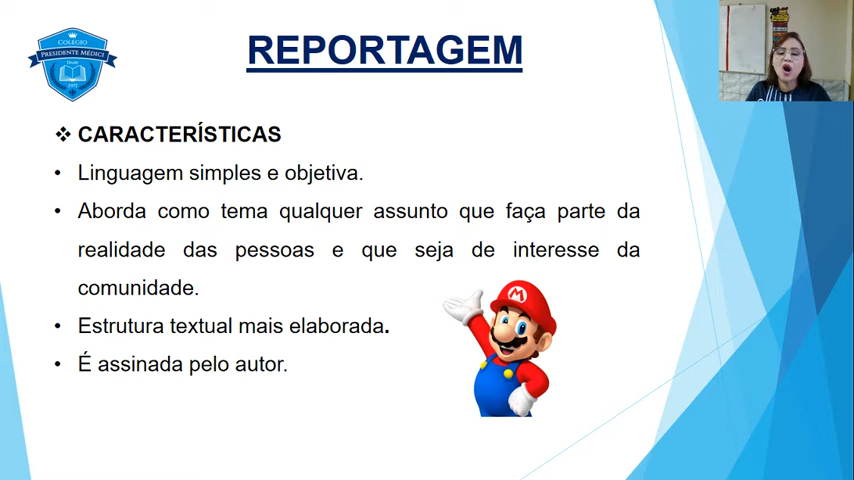 COLÉGIO
PRESIDENTE MÉDICI
REPORTAGEM
❖ CARACTERÍSTICAS
• Linguagem simples e objetiva.
• Aborda como tema qualquer assunto que faça parte da
realidade das pessoas e que seja de interesse da
comunidade.
• Estrutura textual mais elaborada.
• É assinada pelo autor.
M